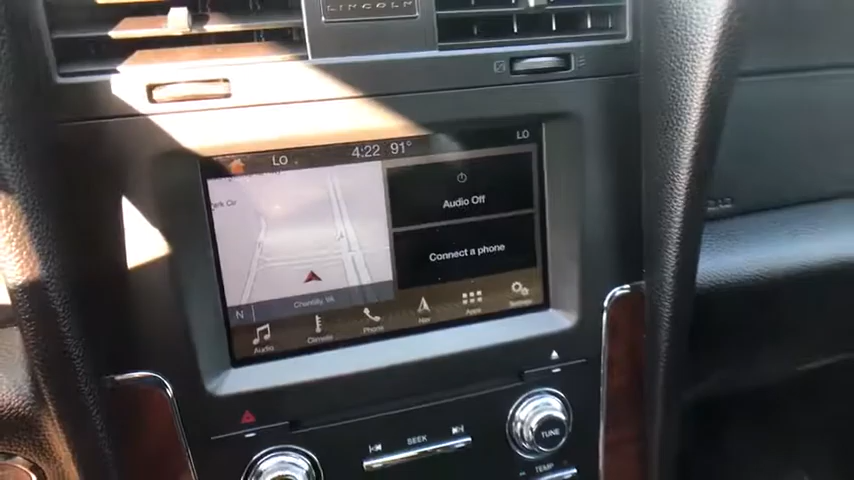 LINCOLN
LO 4:22 91° LO
Audio Off
Connect a phone
Chantilly, VA
N
Audio Climate Phone Nav Apps Settings
SEEK
TUNE
TEMP